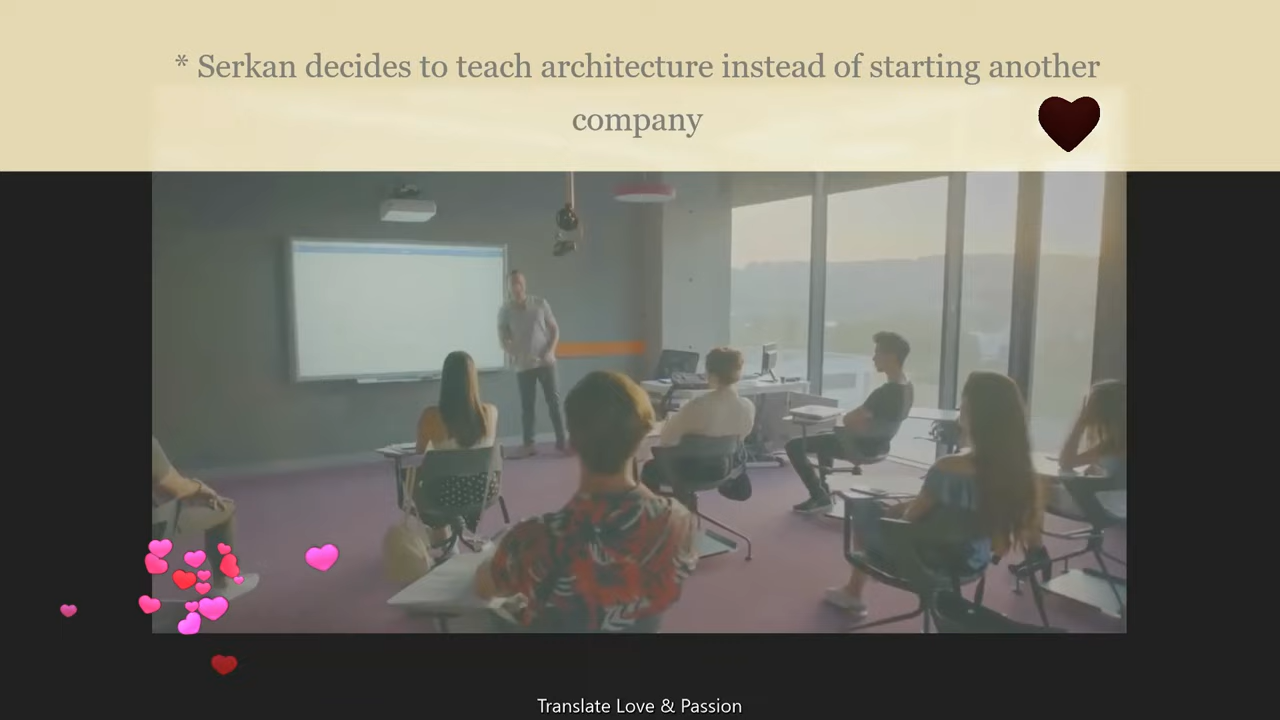 * Serkan decides to teach architecture instead of starting another
company
Translate Love & Passion